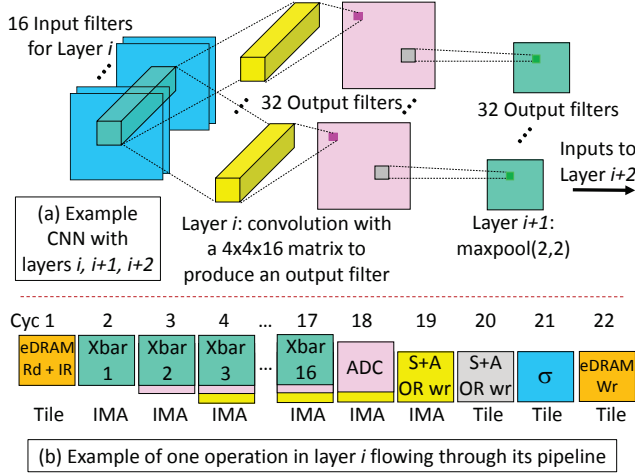 16 Input filters
for Layer i
32 Output filters
32 Output filters
Inputs to
Layer i+2
(a) Example
CNN with
layers i, i+1, i+2
Layer i: convolution with
a 4x4x16 matrix to
produce an output filter
Layer i+1:
maxpool(2,2)
Cyc 1 2 3 4 ... 17 18 19 20 21 22
eDRAM Rd + IR
Xbar 1
Xbar 2
Xbar 3
...
Xbar 16
ADC
S+A OR wr
S+A OR wr
σ
eDRAM Wr
Tile IMA IMA IMA IMA IMA IMA Tile Tile Tile
(b) Example of one operation in layer i flowing through its pipeline